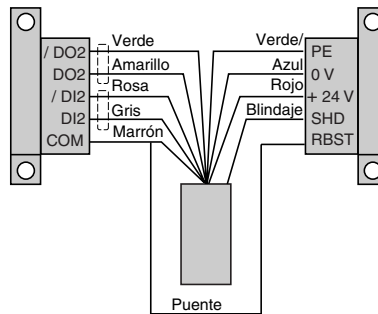 / DO2
DO2
/ DI2
DI2
COM
Verde
Amarillo
Rosa
Gris
Marrón
Verde/
Azul
Rojo
Blindaje
PE
0 V
+ 24 V
SHD
RBST
Puente